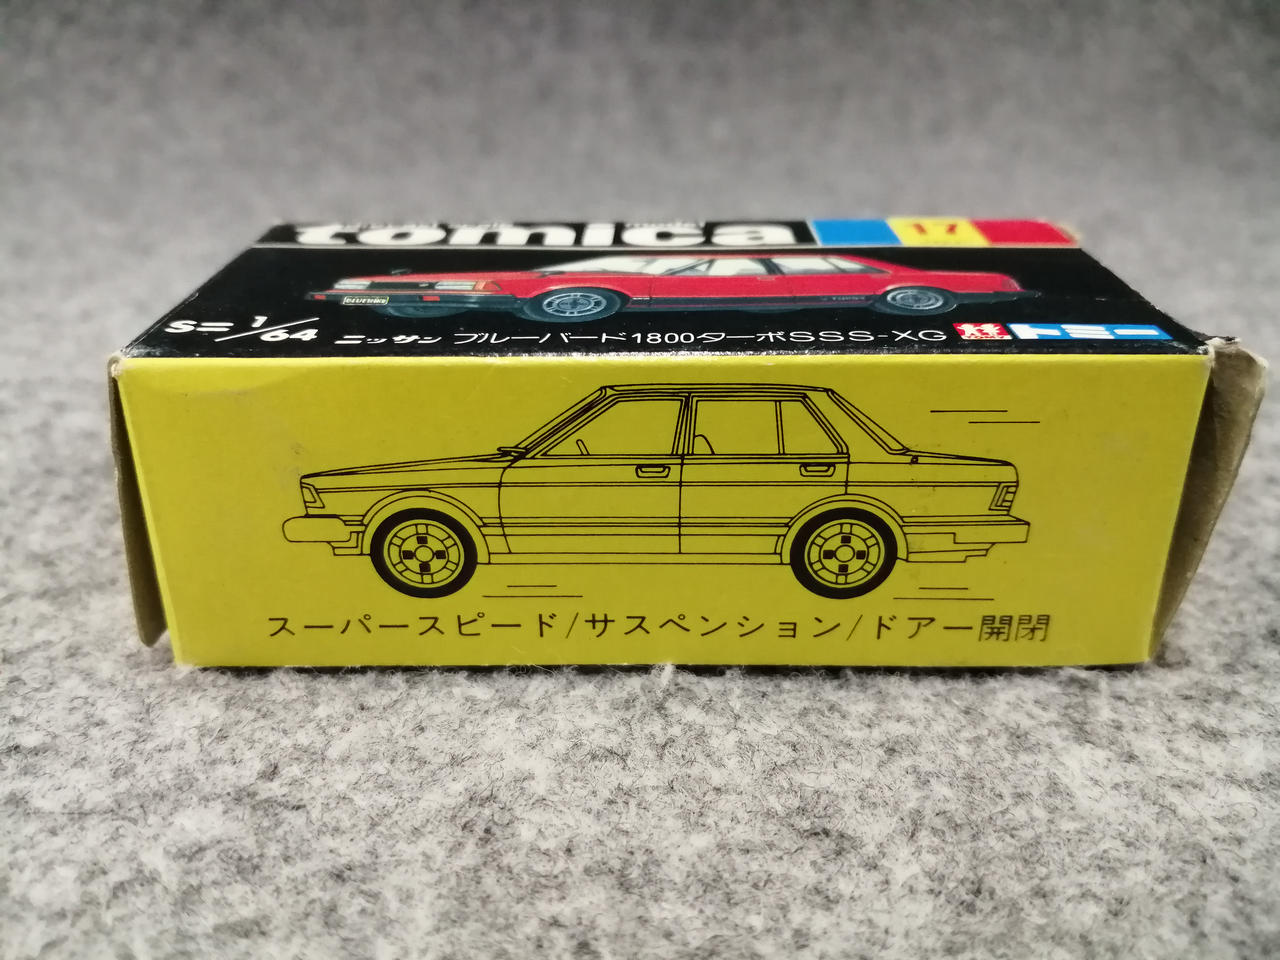 tomica
17
BLUEBIRD
S=1/64
ニッサン ブルーバード1800ターボSSS-XG
TOMY
トミー
スーパースピード/サスペンション/ドアー開閉